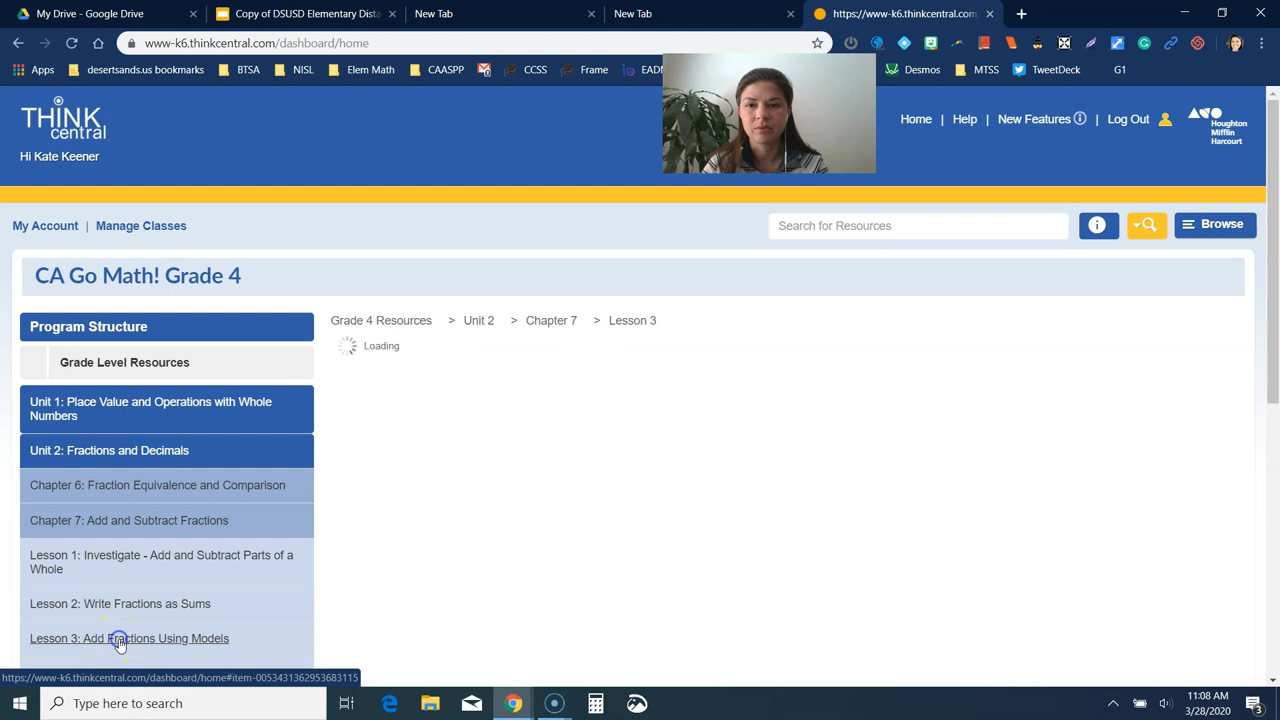 My Drive - Google Drive
Copy of DSUSD Elementary Dista
New Tab
New Tab
https://www-k6.thinkcentral.com
www-k6.thinkcentral.com/dashboard/home
Apps
desertsands.us bookmarks
BTSA
NISL
Elem Math
CAASPP
CCSS
Frame
EADM
Desmos
MTSS
TweetDeck
G1
THINK
central
Hi Kate Keener
Home | Help | New Features | Log Out
Houghton
Mifflin
Harcourt
My Account | Manage Classes
Search for Resources
Browse
CA Go Math! Grade 4
Program Structure
Grade 4 Resources > Unit 2 > Chapter 7 > Lesson 3
Loading
Grade Level Resources
Unit 1: Place Value and Operations with Whole
Numbers
Unit 2: Fractions and Decimals
Chapter 6: Fraction Equivalence and Comparison
Chapter 7: Add and Subtract Fractions
Lesson 1: Investigate - Add and Subtract Parts of a
Whole
Lesson 2: Write Fractions as Sums
Lesson 3: Add Fractions Using Models
https://www-k6.thinkcentral.com/dashboard/home#item-0053431362953683115
Type here to search
11:08 AM
3/28/2020
3